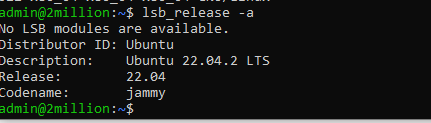 admin@2million:~$ lsb_release -a
No LSB modules are available.
Distributor ID: Ubuntu
Description:    Ubuntu 22.04.2 LTS
Release:        22.04
Codename:       jammy
admin@2million:~$